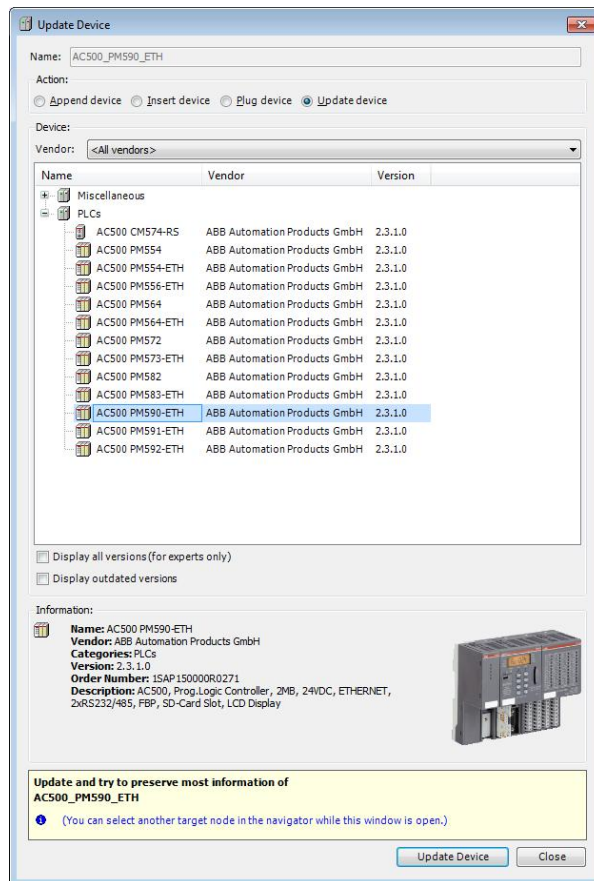 Update Device
Name: AC500_PM590_ETH
Action:
Append device Insert device Plug device Update device
Device:
Vendor: <All vendors>
Name Vendor Version
Miscellaneous
PLCs
AC500 CM574-RS ABB Automation Products GmbH 2.3.1.0
AC500 PM554 ABB Automation Products GmbH 2.3.1.0
AC500 PM554-ETH ABB Automation Products GmbH 2.3.1.0
AC500 PM556-ETH ABB Automation Products GmbH 2.3.1.0
AC500 PM564 ABB Automation Products GmbH 2.3.1.0
AC500 PM564-ETH ABB Automation Products GmbH 2.3.1.0
AC500 PM572 ABB Automation Products GmbH 2.3.1.0
AC500 PM573-ETH ABB Automation Products GmbH 2.3.1.0
AC500 PM582 ABB Automation Products GmbH 2.3.1.0
AC500 PM583-ETH ABB Automation Products GmbH 2.3.1.0
AC500 PM590-ETH ABB Automation Products GmbH 2.3.1.0
AC500 PM591-ETH ABB Automation Products GmbH 2.3.1.0
AC500 PM592-ETH ABB Automation Products GmbH 2.3.1.0
Display all versions (for experts only)
Display outdated versions
Information:
Name: AC500 PM590-ETH
Vendor: ABB Automation Products GmbH
Categories: PLCs
Version: 2.3.1.0
Order Number: 1SAP150000R0271
Description: AC500, Prog.Logic Controller, 2MB, 24VDC, ETHERNET,
2xRS232/485, FBP, SD-Card Slot, LCD Display
Update and try to preserve most information of
AC500_PM590_ETH
(You can select another target node in the navigator while this window is open.)
Update Device Close